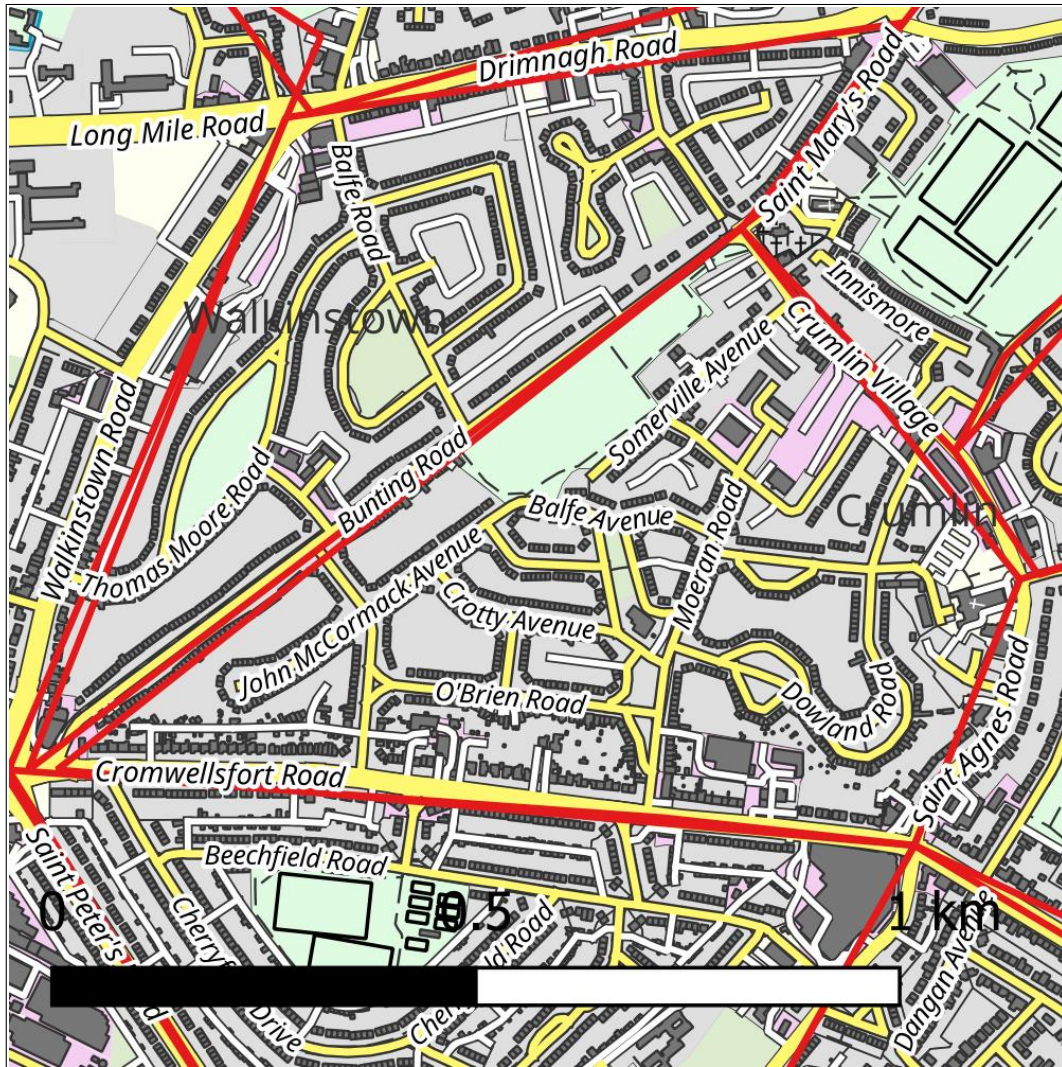 Drimnagh Road
Long Mile Road
Saint Mary's Road
Balfe Road
Innismore
Walkinstown
Crumlin Village
Somerville Avenue
Walkinstown Road
Bunting Road
Thomas Moore Road
Balfe Avenue
Crumlin
Moeram Road
John McCormack Avenue
Crotty Avenue
O'Brien Road
Dowland Road
Saint Agnes Road
Cromwellsfort Road
Beechfield Road
Saint Peter's
Drive
Dangan Avenue
0
0.5
1 km